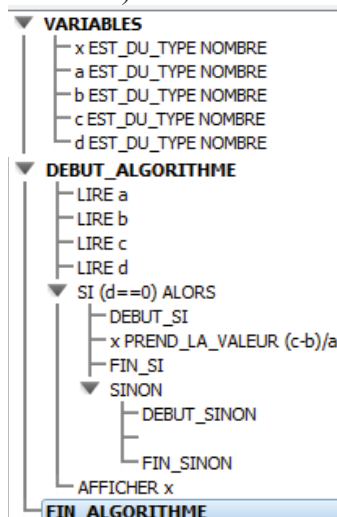 VARIABLES
x EST_DU_TYPE NOMBRE
a EST_DU_TYPE NOMBRE
b EST_DU_TYPE NOMBRE
c EST_DU_TYPE NOMBRE
d EST_DU_TYPE NOMBRE
DEBUT_ALGORITHME
LIRE a
LIRE b
LIRE c
LIRE d
SI (d==0) ALORS
DEBUT_SI
x PREND_LA_VALEUR (c-b)/a
FIN_SI
SINON
DEBUT_SINON
FIN_SINON
AFFICHER x
FIN_ALGORITHME